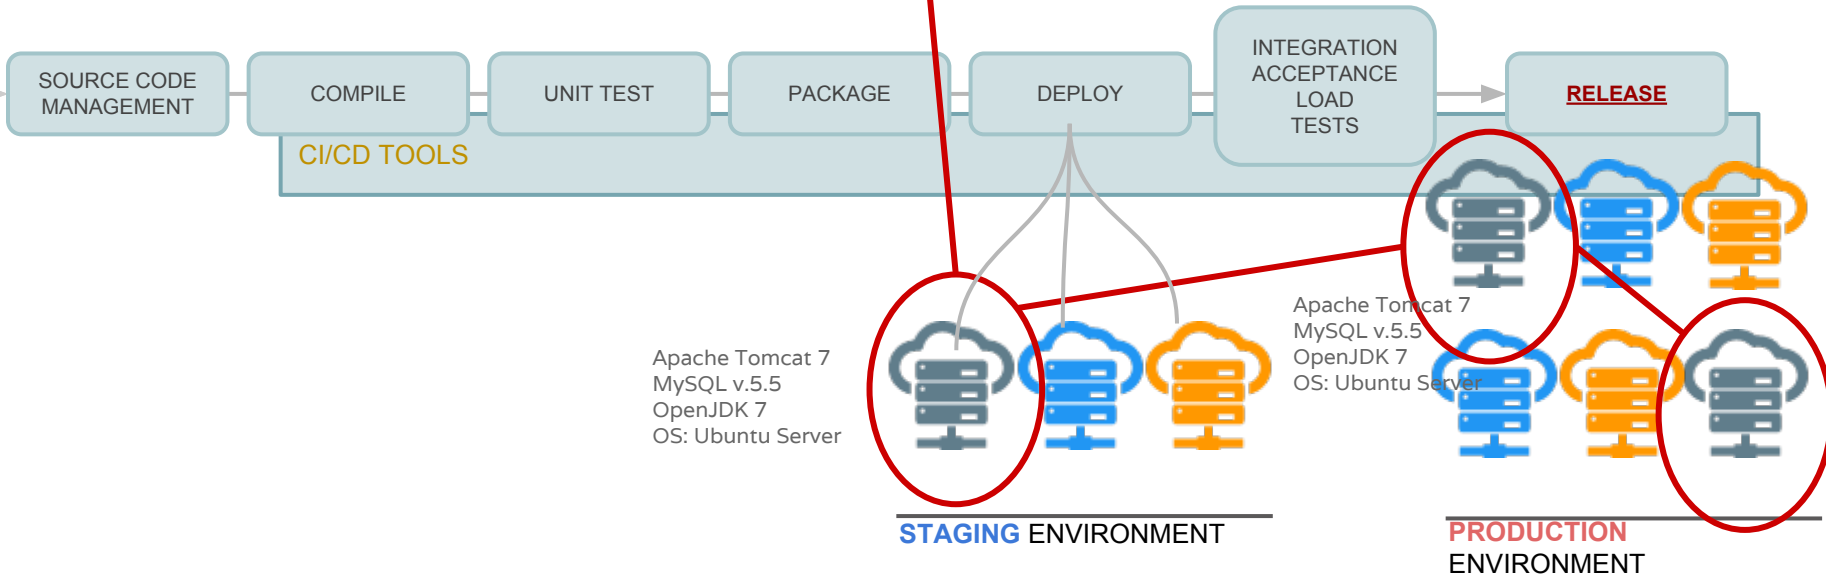 SOURCE CODE
MANAGEMENT
COMPILE
UNIT TEST
PACKAGE
DEPLOY
INTEGRATION
ACCEPTANCE
LOAD
TESTS
RELEASE
CI/CD TOOLS
Apache Tomcat 7
MySQL v.5.5
OpenJDK 7
OS: Ubuntu Server
Apache Tomcat 7
MySQL v.5.5
OpenJDK 7
OS: Ubuntu Server
STAGING ENVIRONMENT
PRODUCTION
ENVIRONMENT